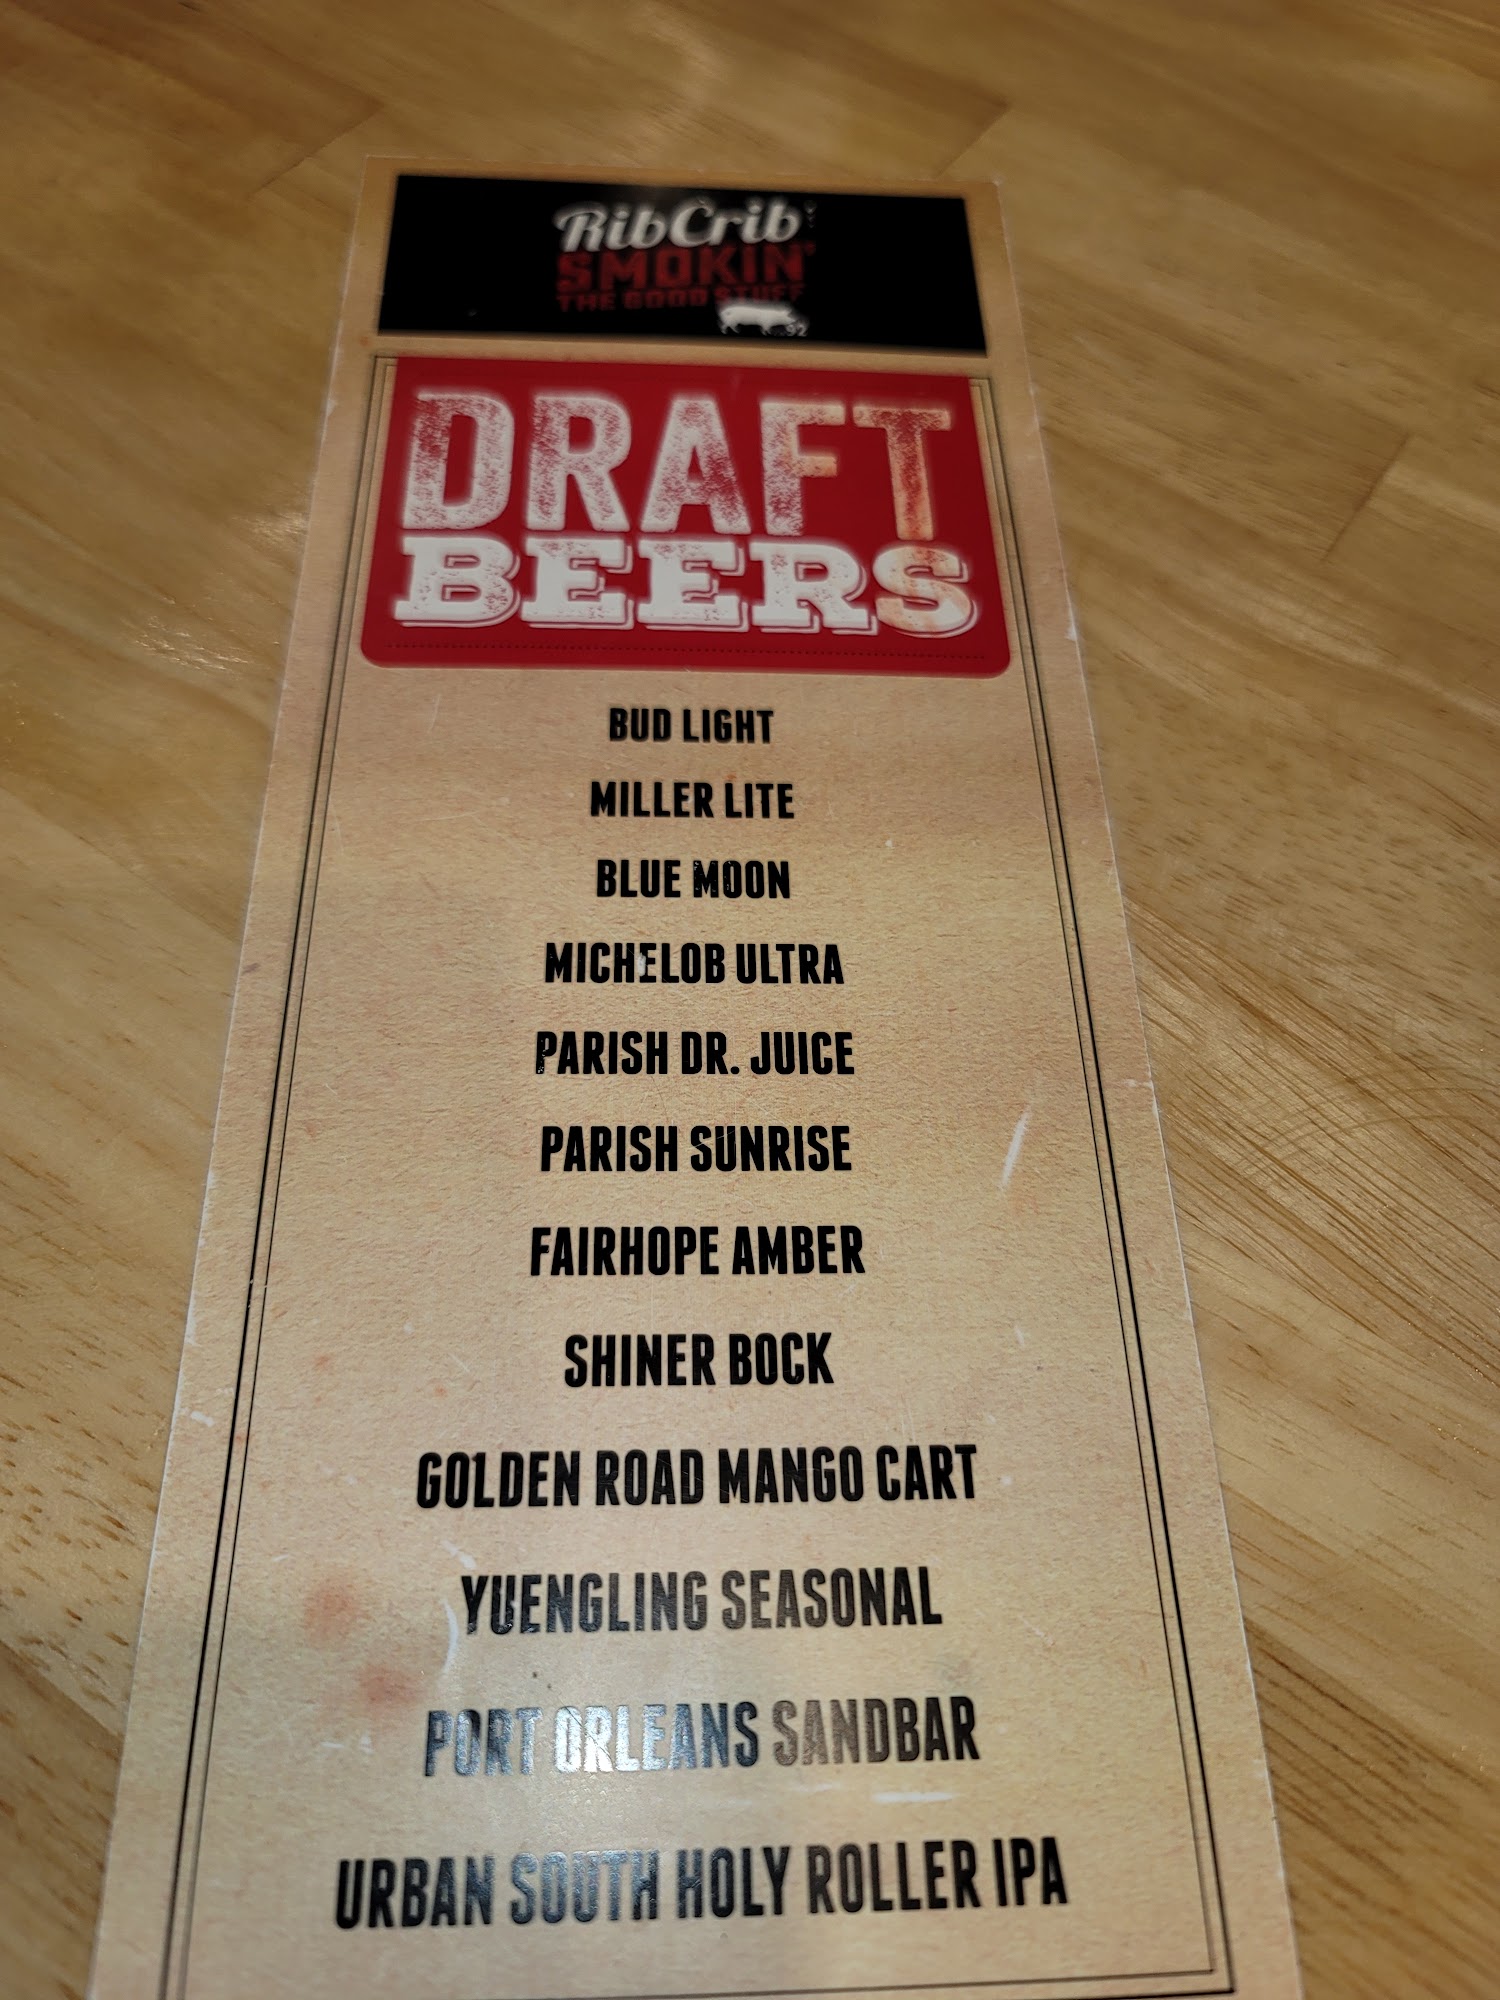 RibCrib
SMOKIN'
THE GOOD STUFF
92
DRAFT
BEERS
BUD LIGHT
MILLER LITE
BLUE MOON
MICHELOB ULTRA
PARISH DR. JUICE
PARISH SUNRISE
FAIRHOPE AMBER
SHINER BOCK
GOLDEN ROAD MANGO CART
YUENGLING SEASONAL
PORT ORLEANS SANDBAR
URBAN SOUTH HOLY ROLLER IPA